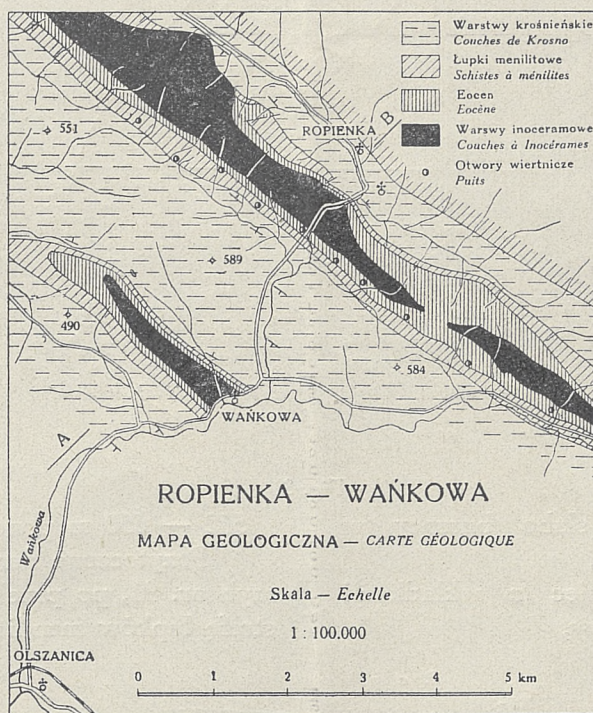 Warstwy krośnieńskie
Couches de Krosno
Łupki menilitowe
Schistes à ménilites
Eocen
Eocène
Warswy inoceramowe
Couches à Inocérames
Otwory wiertnicze
Puits
551
ROPIENKA
B
589
490
584
WAŃKOWA
A
Wańkowa
ROPIENKA — WAŃKOWA
MAPA GEOLOGICZNA — CARTE GÉOLOGIQUE
Skala — Echelle
1 : 100.000
OLSZANICA
0 1 2 3 4 5 km